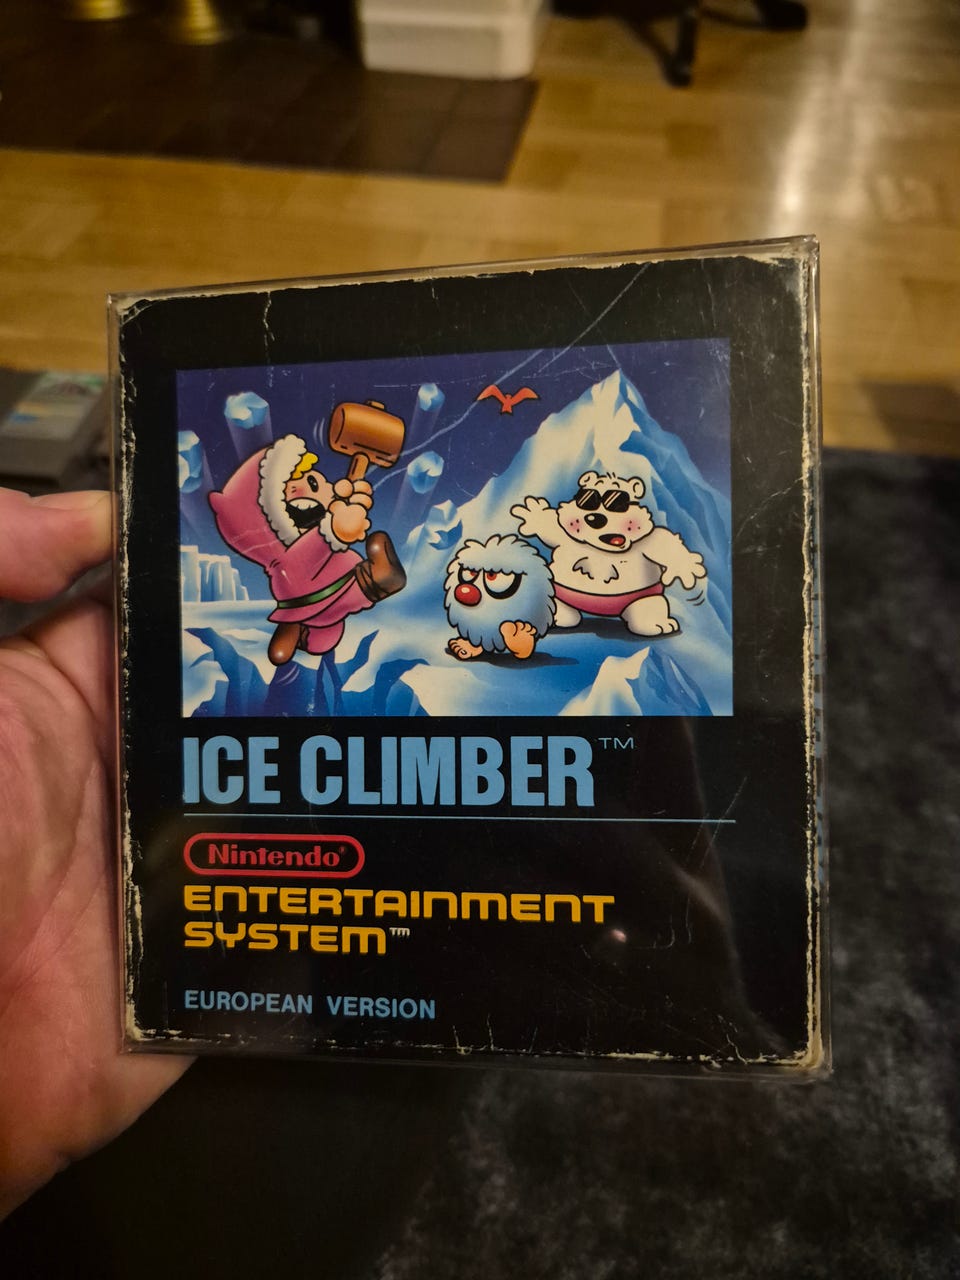 ICE CLIMBER™
Nintendo®
ENTERTAINMENT
SYSTEM™
EUROPEAN VERSION